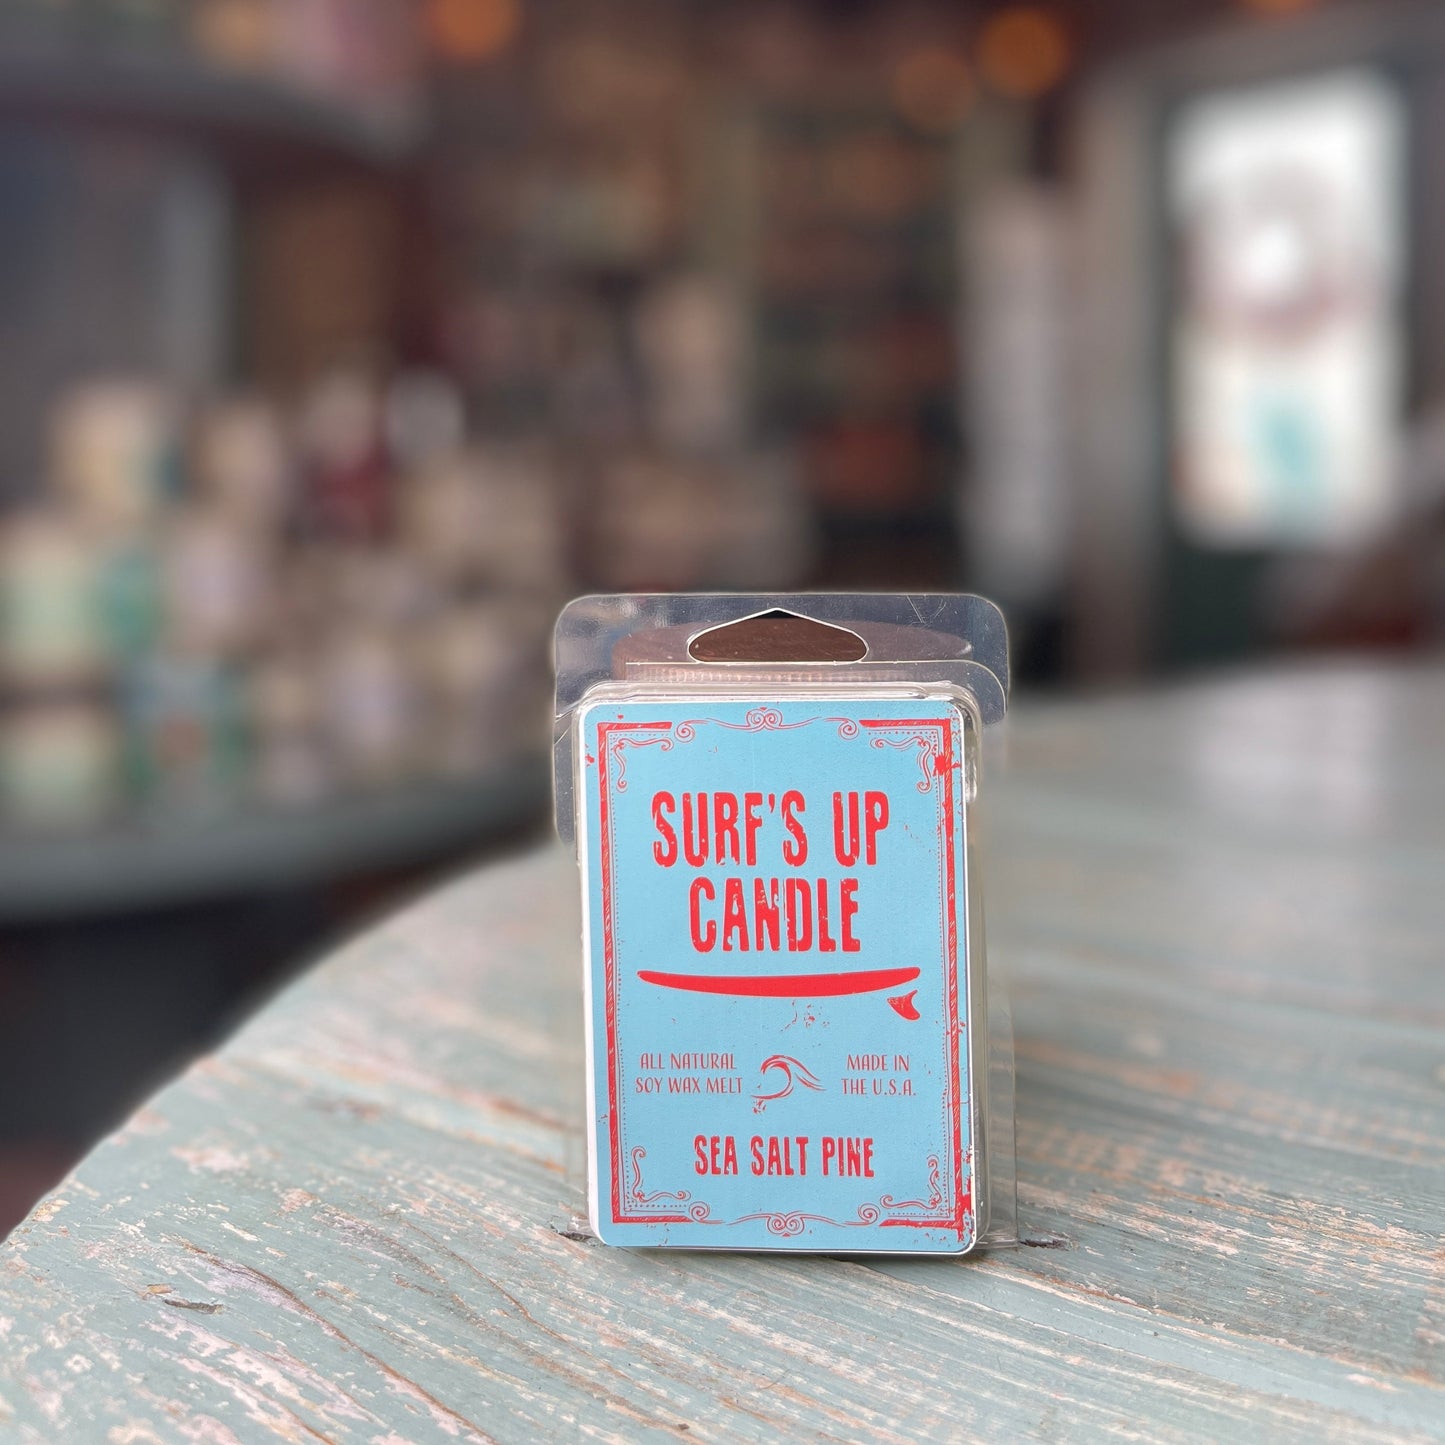 SURF'S UP
CANDLE
ALL NATURAL
SOY WAX MELT
MADE IN
THE U.S.A.
SEA SALT PINE